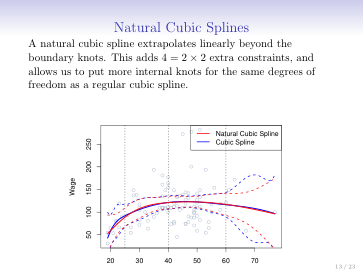 Natural Cubic Splines
A natural cubic spline extrapolates linearly beyond the
boundary knots. This adds 4 = 2 × 2 extra constraints, and
allows us to put more internal knots for the same degrees of
freedom as a regular cubic spline.
Natural Cubic Spline
Cubic Spline
Wage
250
200
150
100
50
20 30 40 50 60 70
13 / 23